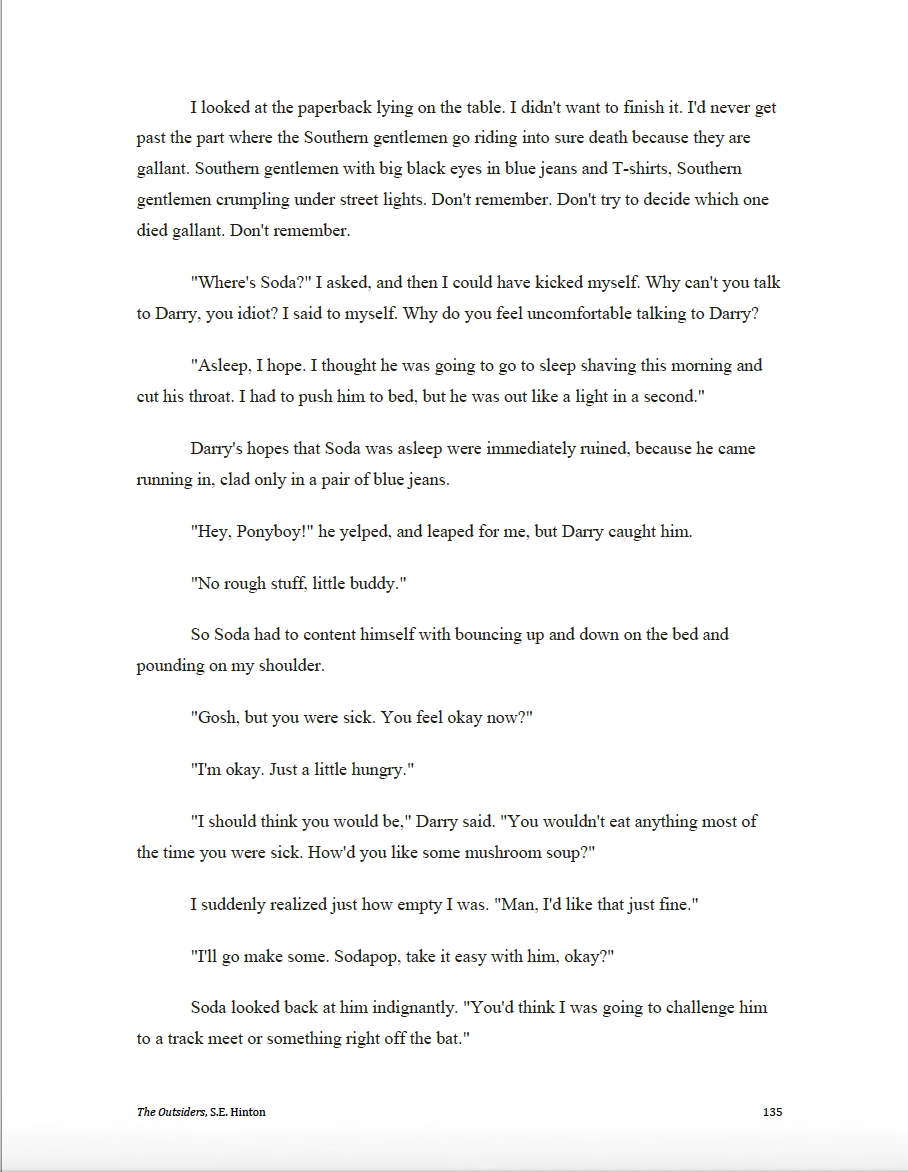 I looked at the paperback lying on the table. I didn't want to finish it. I'd never get
past the part where the Southern gentlemen go riding into sure death because they are
gallant. Southern gentlemen with big black eyes in blue jeans and T-shirts, Southern
gentlemen crumpling under street lights. Don't remember. Don't try to decide which one
died gallant. Don't remember.
"Where's Soda?" I asked, and then I could have kicked myself. Why can't you talk
to Darry, you idiot? I said to myself. Why do you feel uncomfortable talking to Darry?
"Asleep, I hope. I thought he was going to go to sleep shaving this morning and
cut his throat. I had to push him to bed, but he was out like a light in a second."
Darry's hopes that Soda was asleep were immediately ruined, because he came
running in, clad only in a pair of blue jeans.
"Hey, Ponyboy!" he yelped, and leaped for me, but Darry caught him.
"No rough stuff, little buddy."
So Soda had to content himself with bouncing up and down on the bed and
pounding on my shoulder.
"Gosh, but you were sick. You feel okay now?"
"I'm okay. Just a little hungry."
"I should think you would be," Darry said. "You wouldn't eat anything most of
the time you were sick. How'd you like some mushroom soup?"
I suddenly realized just how empty I was. "Man, I'd like that just fine."
"I'll go make some. Sodapop, take it easy with him, okay?"
Soda looked back at him indignantly. "You'd think I was going to challenge him
to a track meet or something right off the bat."
The Outsiders, S.E. Hinton 135